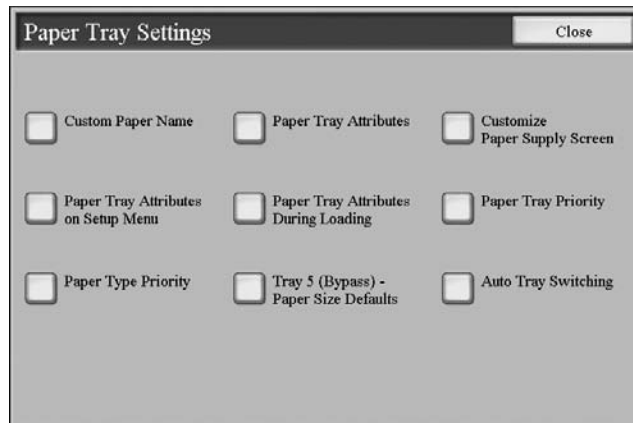 Paper Tray Settings
Close
Custom Paper Name
Paper Tray Attributes
Customize
Paper Supply Screen
Paper Tray Attributes
on Setup Menu
Paper Tray Attributes
During Loading
Paper Tray Priority
Paper Type Priority
Tray 5 (Bypass) -
Paper Size Defaults
Auto Tray Switching